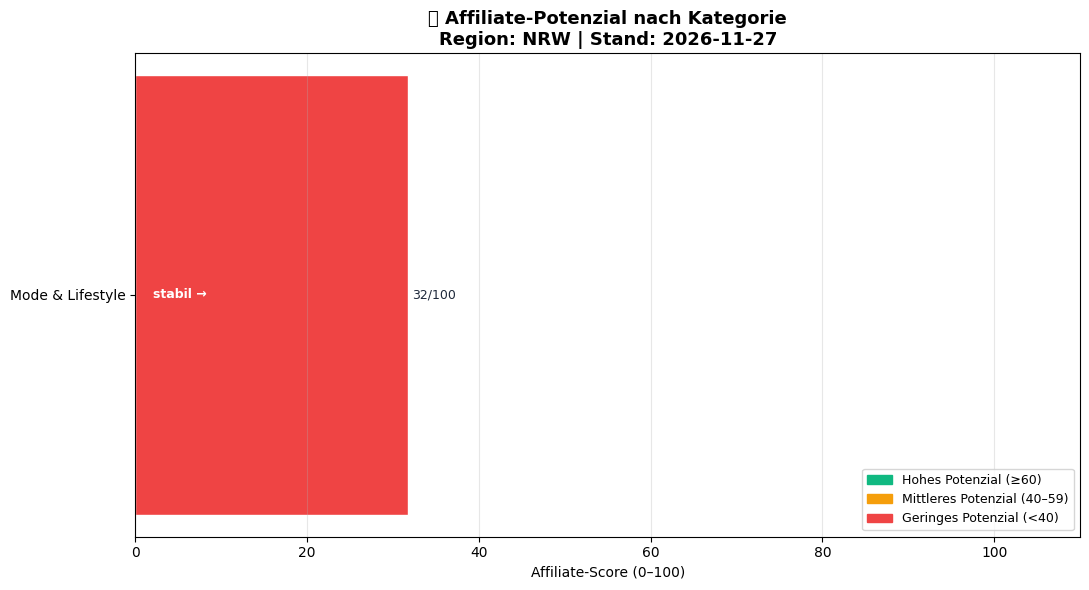 Affiliate-Potenzial nach Kategorie
Region: NRW | Stand: 2026-11-27
Mode & Lifestyle
stabil →
32/100
Hohes Potenzial (≥60)
Mittleres Potenzial (40–59)
Geringes Potenzial (<40)
0 20 40 60 80 100
Affiliate-Score (0–100)